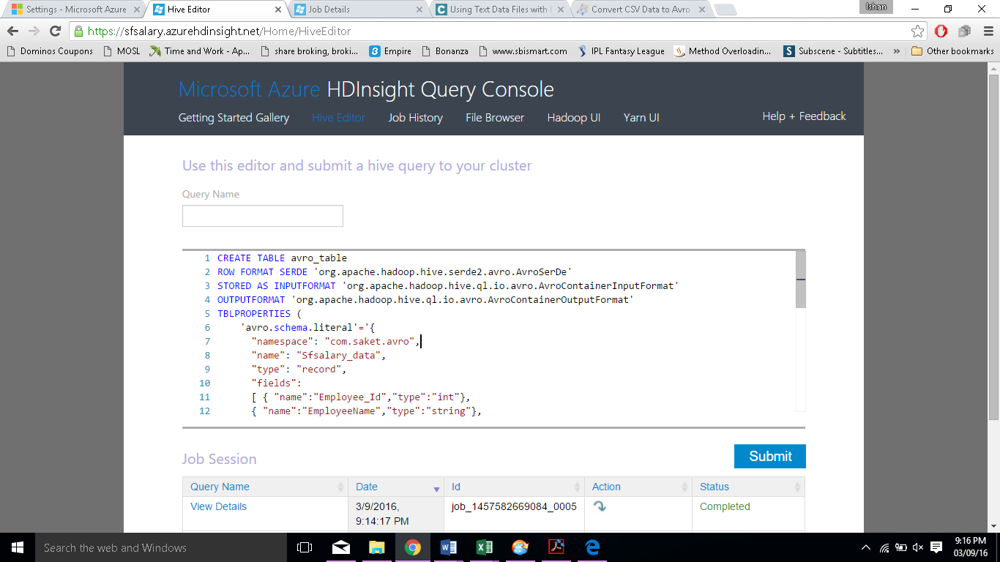 Ishan
Settings - Microsoft Azure
Hive Editor
Job Details
Using Text Data Files with
Convert CSV Data to Avro
https://sfsalary.azurehdinsight.net/Home/HiveEditor
Dominos Coupons MOSL Time and Work - Ap... share broking, broki... Empire Bonanza www.sbismart.com IPL Fantasy League Method Overloadin... Subscene - Subtitles... » Other bookmarks
Microsoft Azure HDInsight Query Console
Getting Started Gallery Hive Editor Job History File Browser Hadoop UI Yarn UI Help + Feedback
Use this editor and submit a hive query to your cluster
Query Name
1 CREATE TABLE avro_table
2 ROW FORMAT SERDE 'org.apache.hadoop.hive.serde2.avro.AvroSerDe'
3 STORED AS INPUTFORMAT 'org.apache.hadoop.hive.ql.io.avro.AvroContainerInputFormat'
4 OUTPUTFORMAT 'org.apache.hadoop.hive.ql.io.avro.AvroContainerOutputFormat'
5 TBLPROPERTIES (
6 'avro.schema.literal'='{
7 "namespace": "com.saket.avro",
8 "name": "Sfsalary_data",
9 "type": "record",
10 "fields":
11 [ { "name":"Employee_Id","type":"int"},
12 { "name":"EmployeeName","type":"string"},
Job Session
Submit
Query Name Date Id Action Status
View Details 3/9/2016, job_1457582669084_0005 Completed
9:14:17 PM
Search the web and Windows
9:16 PM
03/09/16